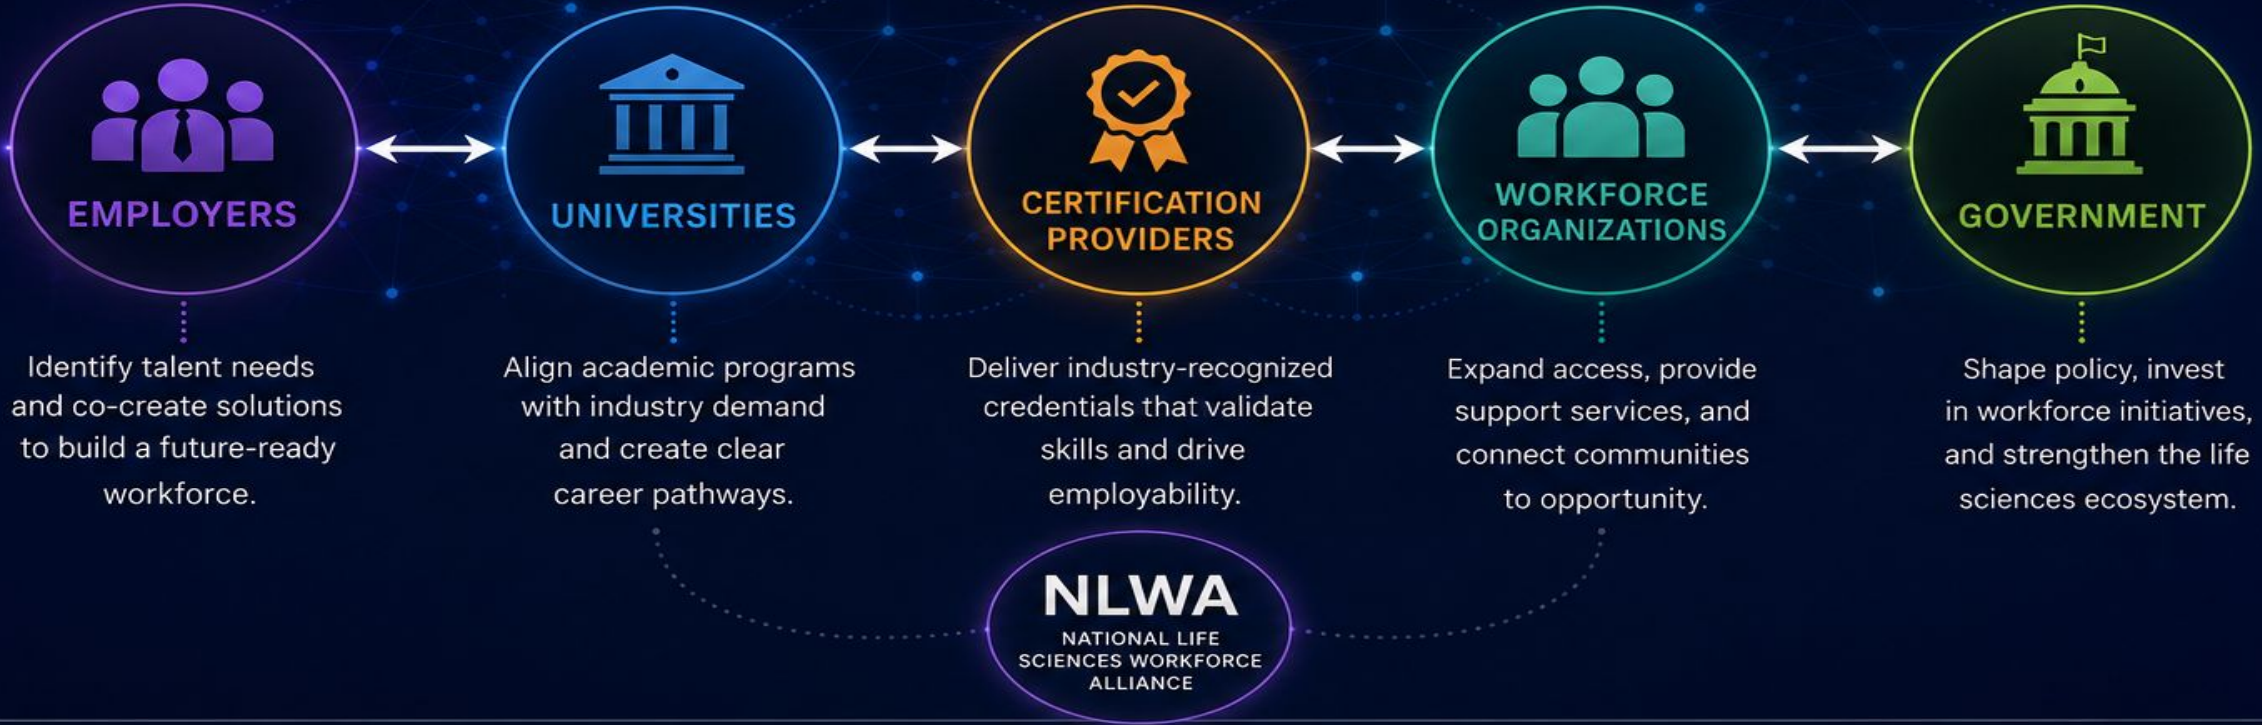 EMPLOYERS
Identify talent needs
and co-create solutions
to build a future-ready
workforce.
UNIVERSITIES
Align academic programs
with industry demand
and create clear
career pathways.
CERTIFICATION
PROVIDERS
Deliver industry-recognized
credentials that validate
skills and drive
employability.
WORKFORCE
ORGANIZATIONS
Expand access, provide
support services, and
connect communities
to opportunity.
GOVERNMENT
Shape policy, invest
in workforce initiatives,
and strengthen the life
sciences ecosystem.
NLWA
NATIONAL LIFE
SCIENCES WORKFORCE
ALLIANCE